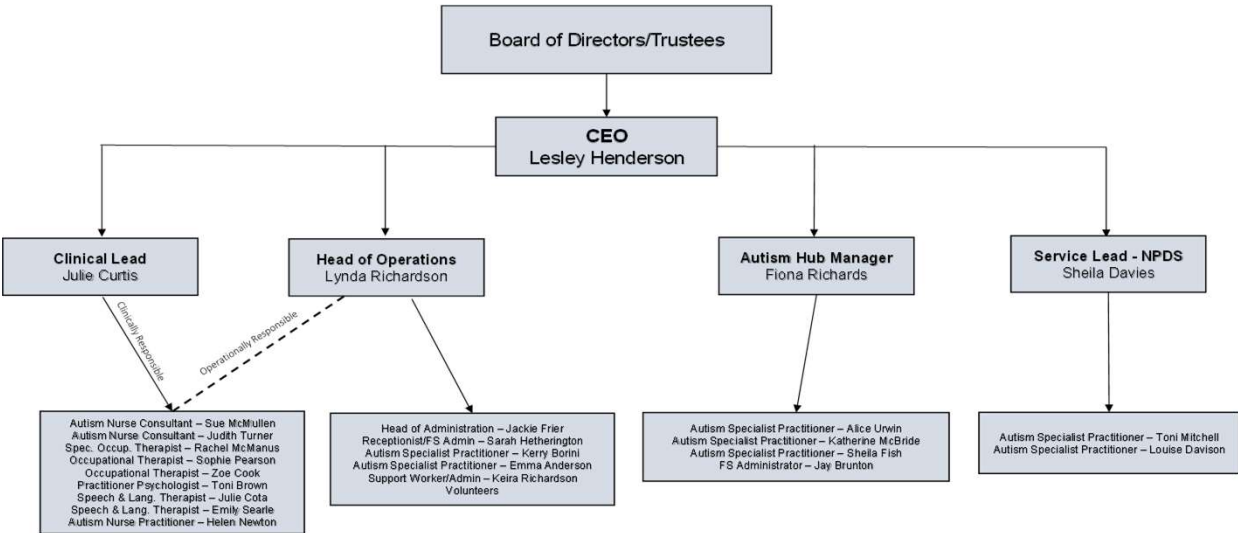 Board of Directors/Trustees
CEO
Lesley Henderson
Clinical Lead
Julie Curtis
Head of Operations
Lynda Richardson
Autism Hub Manager
Fiona Richards
Service Lead - NPDS
Sheila Davies
Clinically Responsible
Operationally Responsible
Autism Nurse Consultant – Sue McMullen
Autism Nurse Consultant – Judith Turner
Spec. Occup. Therapist – Rachel McManus
Occupational Therapist – Sophie Pearson
Occupational Therapist – Zoe Cook
Practitioner Psychologist – Toni Brown
Speech & Lang. Therapist – Julie Cota
Speech & Lang. Therapist – Emily Searle
Autism Nurse Practitioner – Helen Newton
Head of Administration – Jackie Frier
Receptionist/FS Admin – Sarah Hetherington
Autism Specialist Practitioner – Kerry Borini
Autism Specialist Practitioner – Emma Anderson
Support Worker/Admin – Keira Richardson
Volunteers
Autism Specialist Practitioner – Alice Urwin
Autism Specialist Practitioner – Katherine McBride
Autism Specialist Practitioner – Sheila Fish
FS Administrator – Jay Brunton
Autism Specialist Practitioner – Toni Mitchell
Autism Specialist Practitioner – Louise Davison